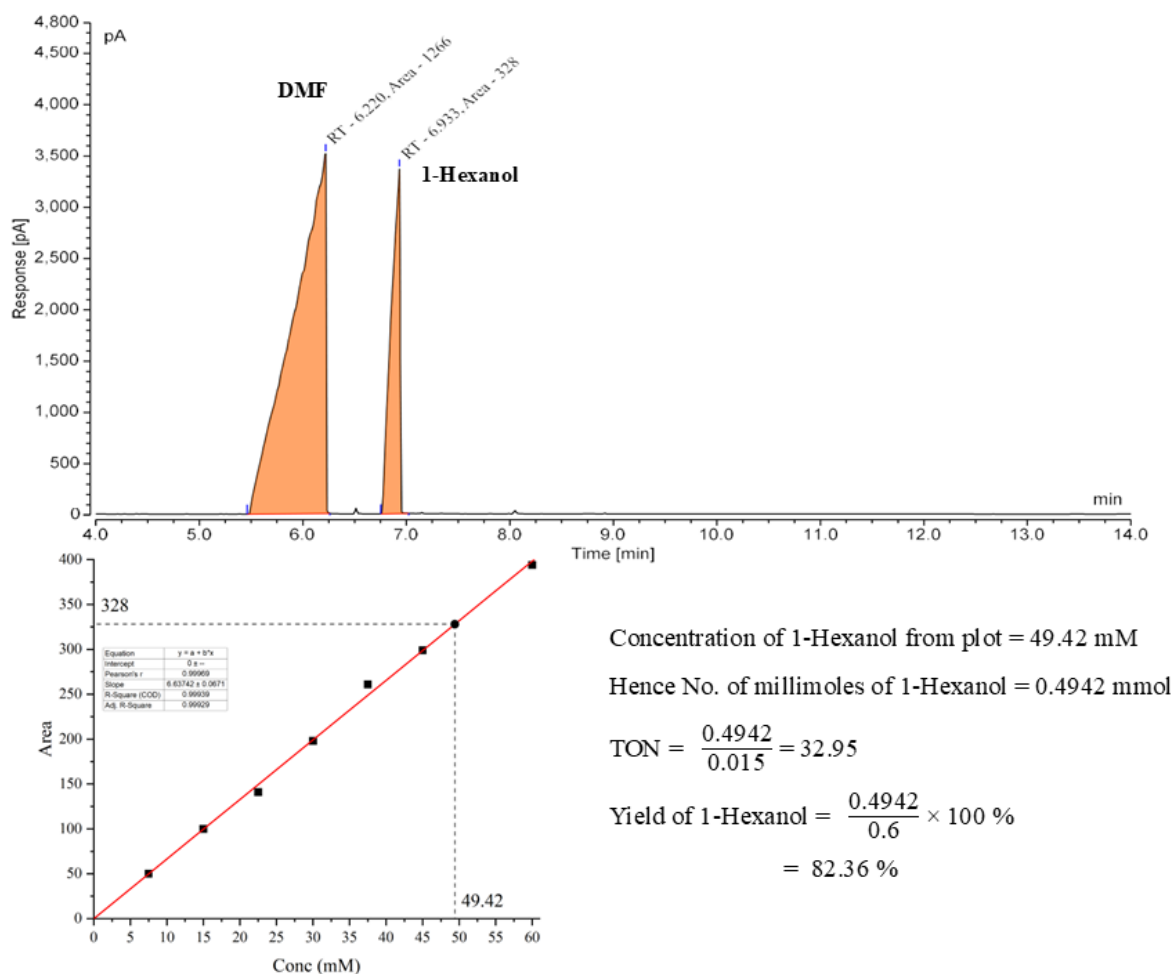 4,800
pA
4,500
4,000
3,500
3,000
2,500
2,000
1,500
1,000
500
0
Response [pA]
DMF
RT - 6.220, Area - 1266
RT - 6.933, Area - 328
1-Hexanol
min
4.0 5.0 6.0 7.0 8.0 9.0 10.0 11.0 12.0 13.0 14.0
Time [min]
400
350
300
250
200
150
100
50
0
Area
328
Equation y = a + b*x
Intercept 0 ± --
Pearson's r 0.99969
Slope 6.63742 ± 0.0671
R-Square (COD) 0.99939
Adj. R-Square 0.99929
49.42
0 5 10 15 20 25 30 35 40 45 50 55 60
Conc (mM)
Concentration of 1-Hexanol from plot = 49.42 mM
Hence No. of millimoles of 1-Hexanol = 0.4942 mmol
TON = 0.4942 / 0.015 = 32.95
Yield of 1-Hexanol = 0.4942 / 0.6 × 100 %
= 82.36 %